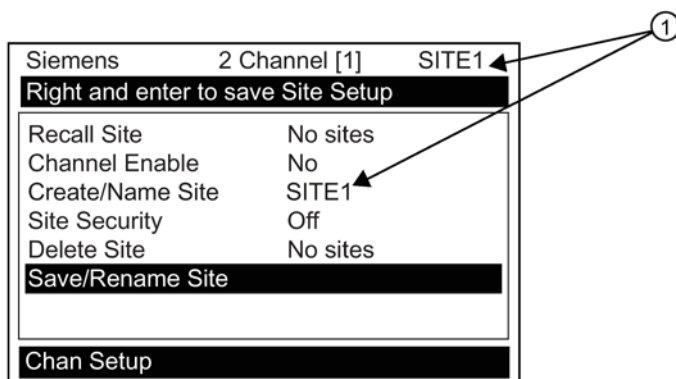 ①
Siemens 2 Channel [1] SITE1
Right and enter to save Site Setup
Recall Site No sites
Channel Enable No
Create/Name Site SITE1
Site Security Off
Delete Site No sites
Save/Rename Site
Chan Setup